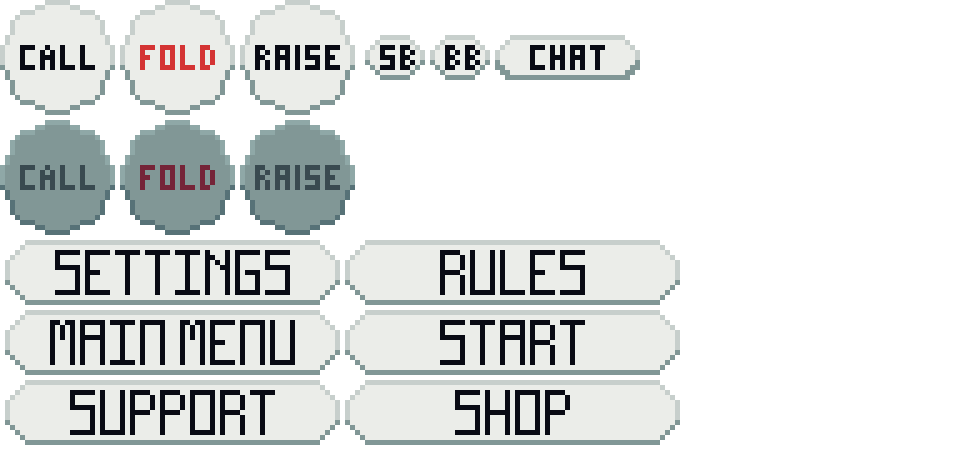 CALL FOLD RAISE SB BB CHAT
CALL FOLD RAISE
SETTINGS RULES
MAIN MENU START
SUPPORT SHOP